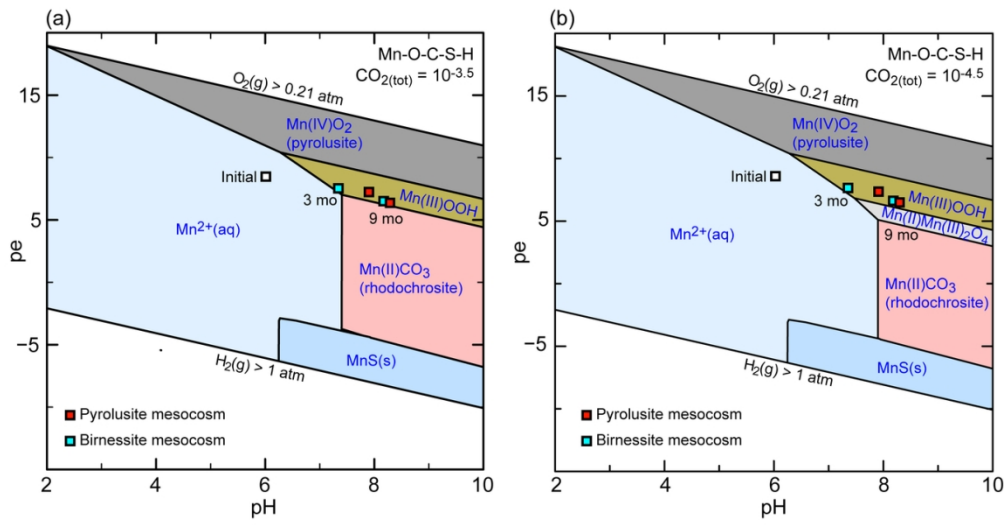 (a)
Mn-O-C-S-H
CO2(tot) = 10^-3.5
O2(g) > 0.21 atm
Mn(IV)O2
(pyrolusite)
Initial
3 mo
Mn(III)OOH
9 mo
Mn2+(aq)
Mn(II)CO3
(rhodochrosite)
MnS(s)
H2(g) > 1 atm
Pyrolusite mesocosm
Birnessite mesocosm
15
5
−5
pe
2
4
6
8
10
pH
(b)
Mn-O-C-S-H
CO2(tot) = 10^-4.5
O2(g) > 0.21 atm
Mn(IV)O2
(pyrolusite)
Initial
3 mo
Mn(III)OOH
Mn(II)Mn(III)2O4
9 mo
Mn2+(aq)
Mn(II)CO3
(rhodochrosite)
MnS(s)
H2(g) > 1 atm
Pyrolusite mesocosm
Birnessite mesocosm
15
5
−5
pe
2
4
6
8
10
pH